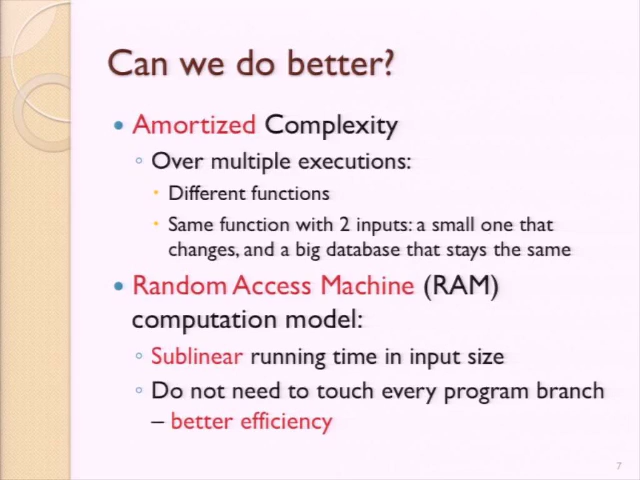 Can we do better?
• Amortized Complexity
◦ Over multiple executions:
• Different functions
• Same function with 2 inputs: a small one that
changes, and a big database that stays the same
• Random Access Machine (RAM)
computation model:
◦ Sublinear running time in input size
◦ Do not need to touch every program branch
– better efficiency
7